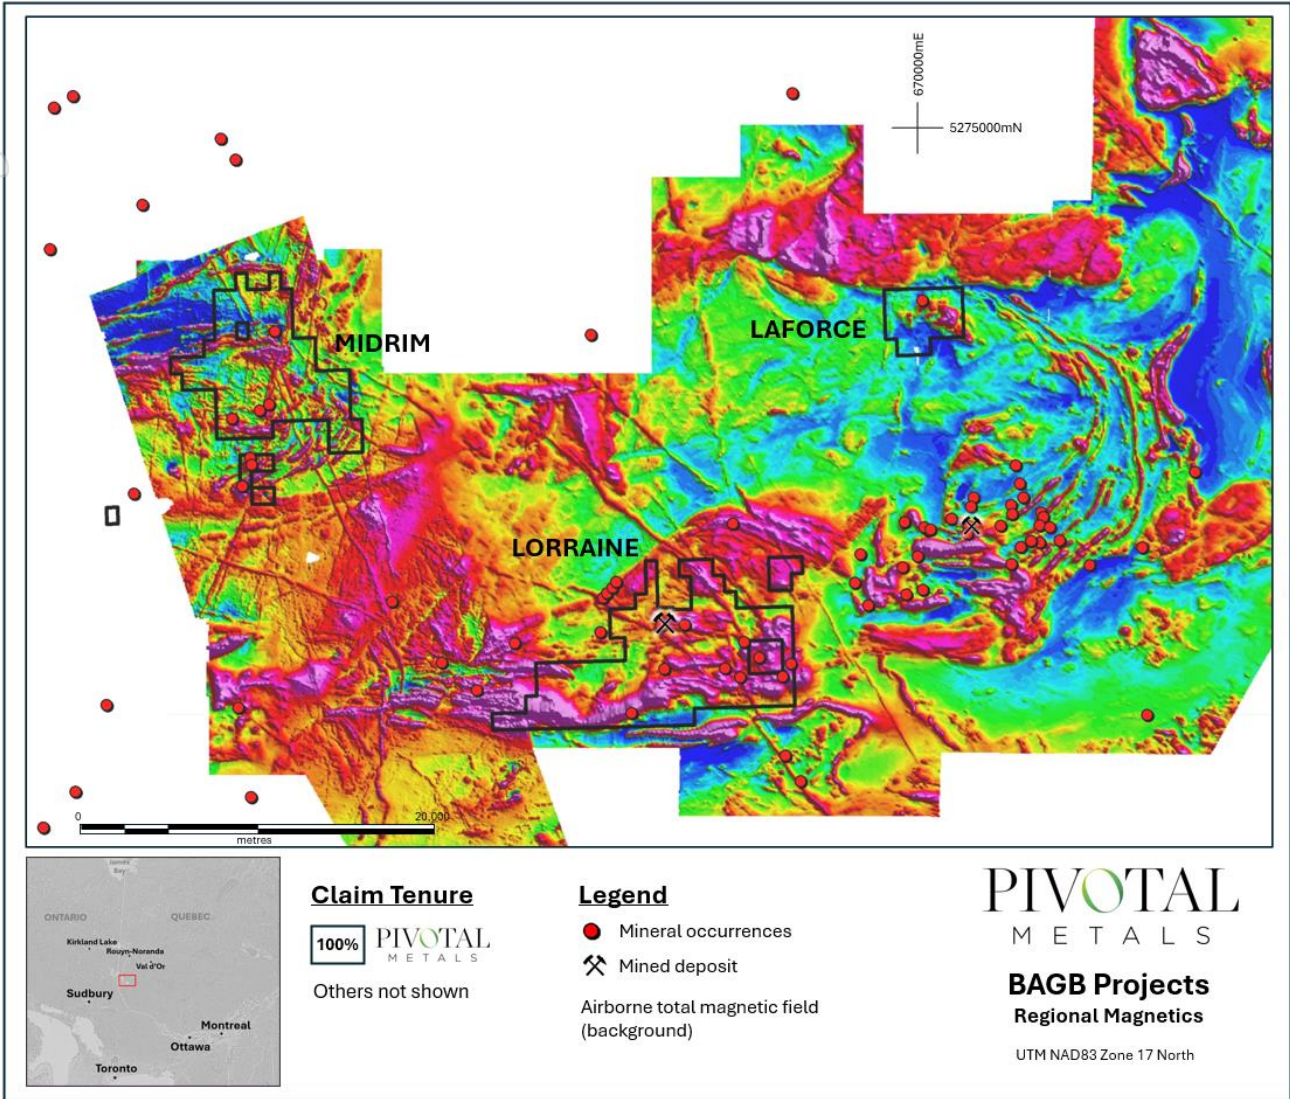 670000mE
5275000mN
MIDRIM
LAFORCE
LORRAINE
0
20,000
metres
James
Bay
ONTARIO
QUEBEC
Kirkland Lake
Rouyn-Noranda
Val d'Or
Sudbury
Montreal
Ottawa
Toronto
Claim Tenure
100%
PIVOTAL
METALS
Others not shown
Legend
Mineral occurrences
Mined deposit
Airborne total magnetic field
(background)
PIVOTAL
METALS
BAGB Projects
Regional Magnetics
UTM NAD83 Zone 17 North